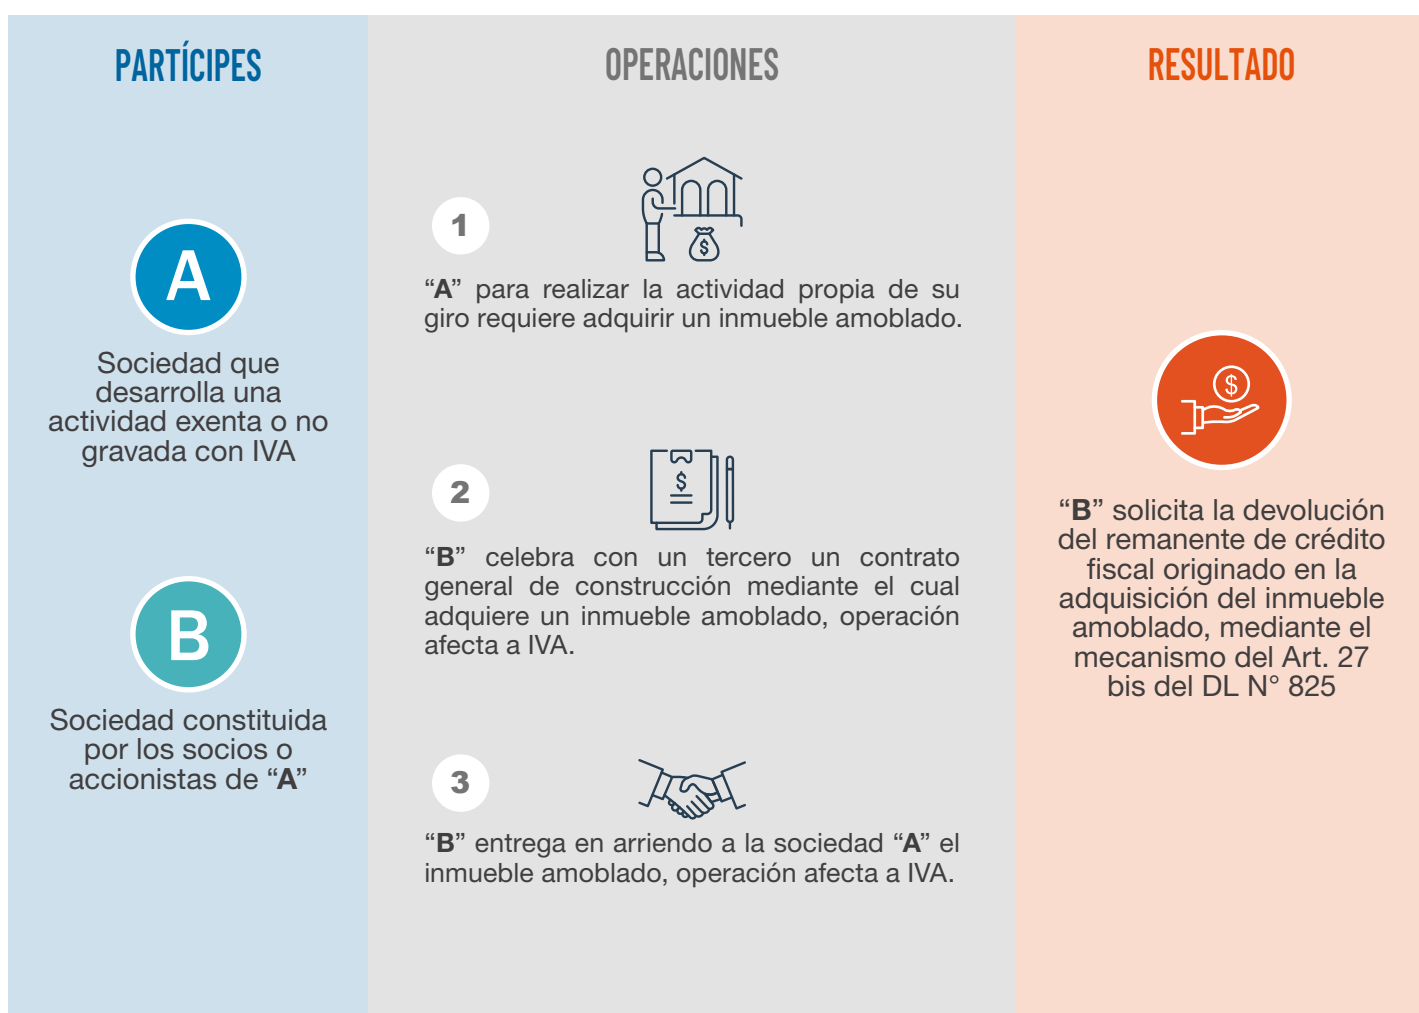 PARTÍCIPES
A
Sociedad que
desarrolla una
actividad exenta o no
gravada con IVA
B
Sociedad constituida
por los socios o
accionistas de “A”
OPERACIONES
1
“A” para realizar la actividad propia de su
giro requiere adquirir un inmueble amoblado.
2
“B” celebra con un tercero un contrato
general de construcción mediante el cual
adquiere un inmueble amoblado, operación
afecta a IVA.
3
“B” entrega en arriendo a la sociedad “A” el
inmueble amoblado, operación afecta a IVA.
RESULTADO
“B” solicita la devolución
del remanente de crédito
fiscal originado en la
adquisición del inmueble
amoblado, mediante el
mecanismo del Art. 27
bis del DL N° 825